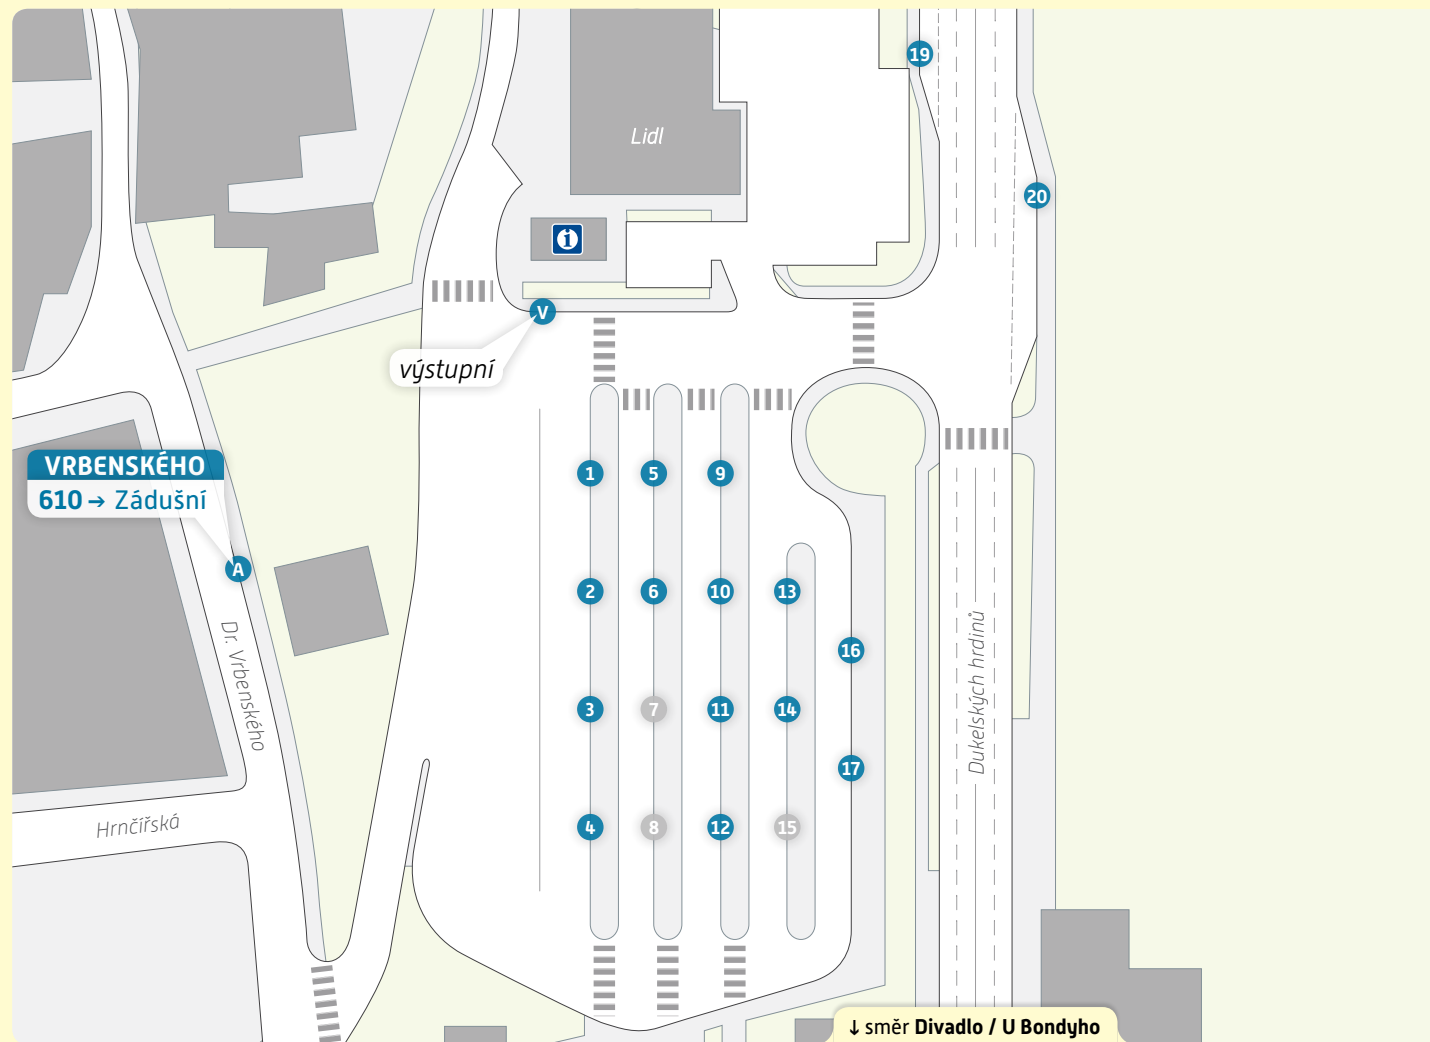 19
Lidl
20
i
V
výstupní
1
5
9
VRBENSKÉHO
610 → Zádušní
A
2
6
10
13
Dr. Vrbenského
16
Dukelských hrdinů
3
7
11
14
17
Hrnčířská
4
8
12
15
↓ směr Divadlo / U Bondyho